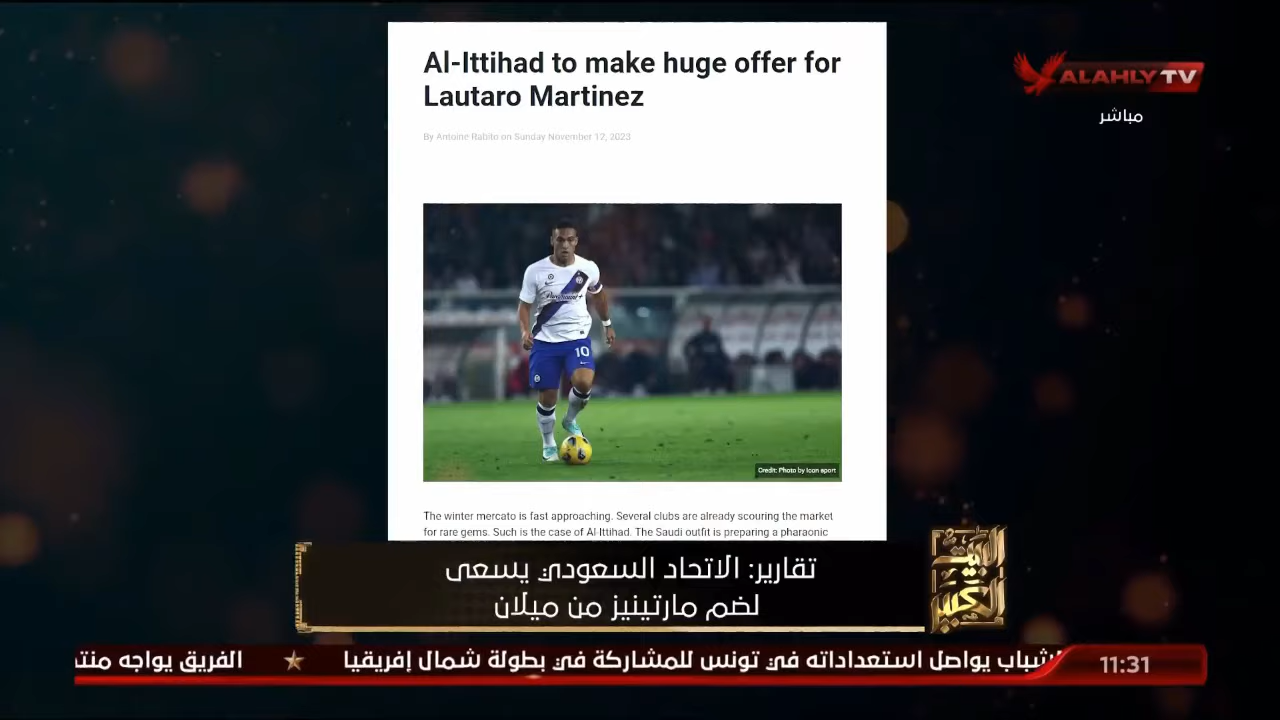 Al-Ittihad to make huge offer for
Lautaro Martinez
By Antoine Rabito on Sunday November 12, 2023
ALAHLY TV
مباشر
Paramount+
10
Credit: Photo by Icon sport
The winter mercato is fast approaching. Several clubs are already scouring the market
for rare gems. Such is the case of Al-Ittihad. The Saudi outfit is preparing a pharaonic
تقارير: الاتحاد السعودي يسعى
لضم مارتينيز من ميلان
البيت الكبير
الشباب يواصل استعداداته في تونس للمشاركة في بطولة شمال إفريقيا ★ الفريق يواجه
11:31